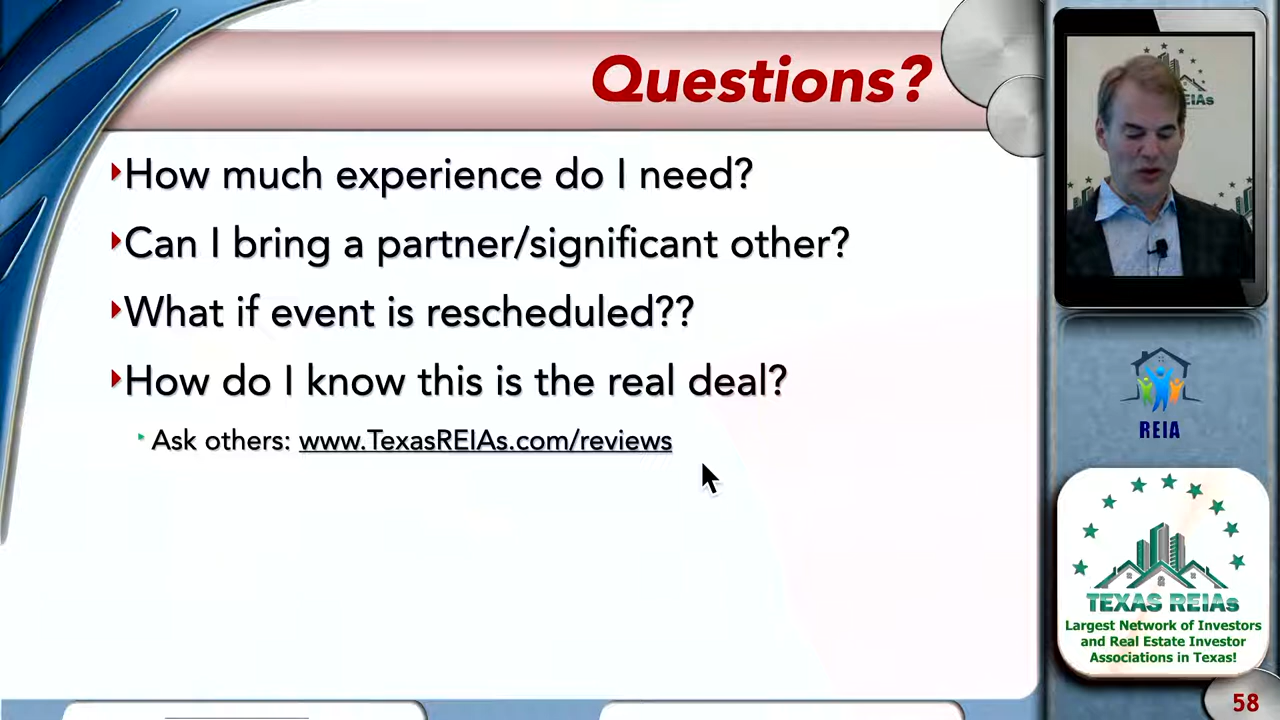 Questions?
How much experience do I need?
Can I bring a partner/significant other?
What if event is rescheduled??
How do I know this is the real deal?
Ask others: www.TexasREIAs.com/reviews
EIAs
REIA
TEXAS REIAs
Largest Network of Investors
and Real Estate Investor
Associations in Texas!
58